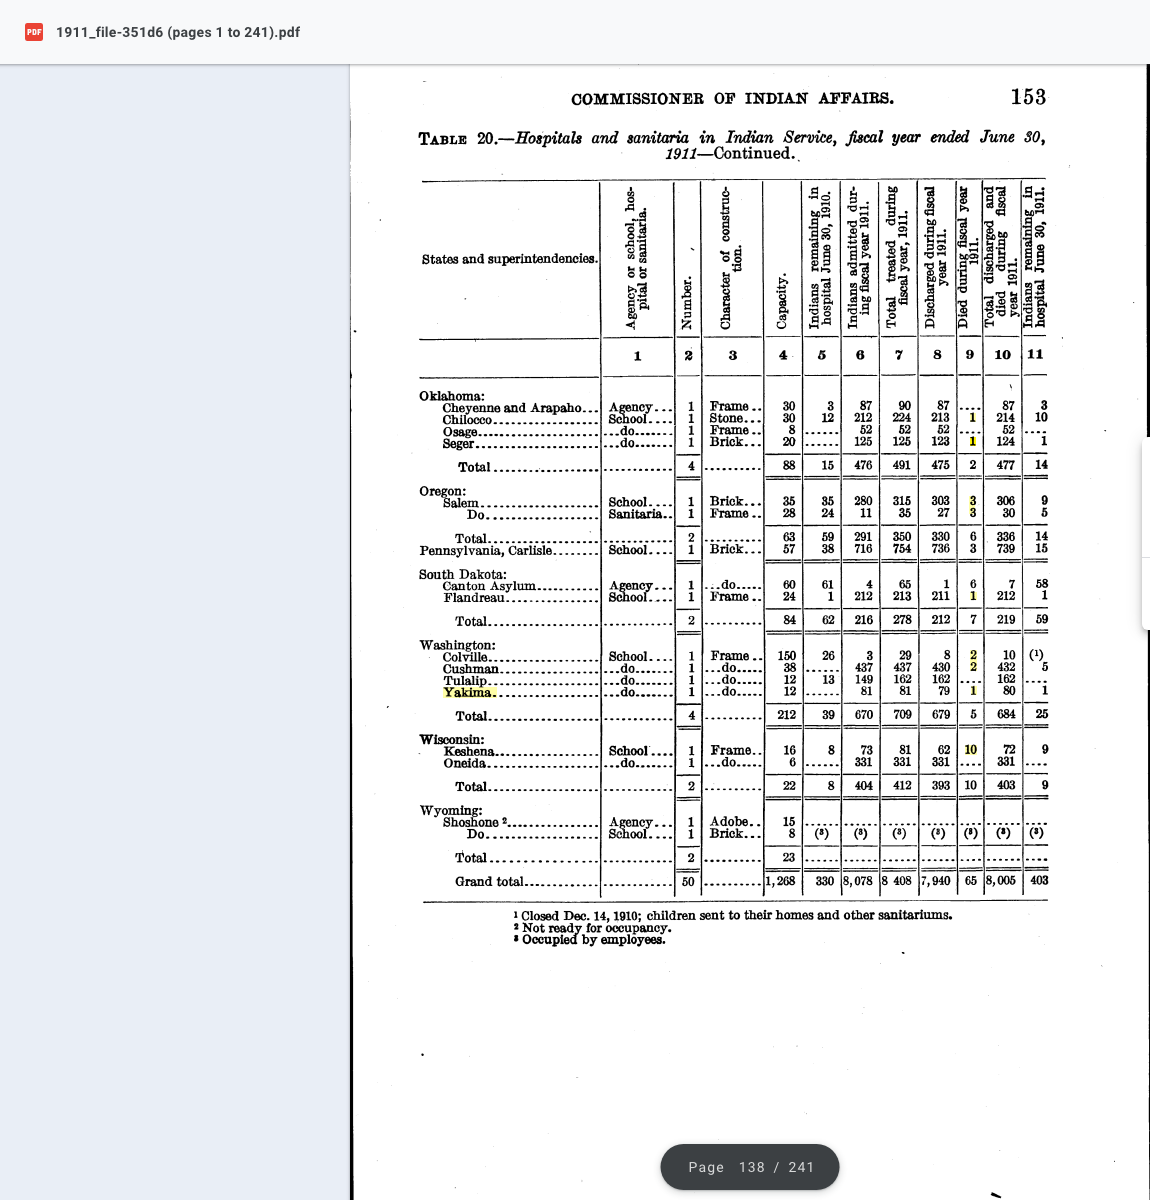 1911_file-351d6 (pages 1 to 241).pdf
COMMISSIONER OF INDIAN AFFAIRS. 153
TABLE 20.—Hospitals and sanitaria in Indian Service, fiscal year ended June 30,
1911—Continued.
States and superintendencies.
Agency or school, hos-
pital or sanitaria.
Number.
Character of construc-
tion.
Capacity.
Indians remaining in
hospital June 30, 1910.
Indians admitted dur-
ing fiscal year 1911.
Total treated during
fiscal year, 1911.
Discharged during fiscal
year 1911.
Died during fiscal year
1911.
Total discharged and
died during fiscal
year 1911.
Indians remaining in
hospital June 30, 1911.
1 2 3 4 5 6 7 8 9 10 11
Oklahoma:
Cheyenne and Arapaho... Agency... 1 Frame.. 30 3 87 90 87 .... 87 3
Chilocco................. School.... 1 Stone... 30 12 212 224 213 1 214 10
Osage.................... ...do....... 1 Frame.. 8 ...... 52 52 52 .... 52 ....
Seger.................... ...do....... 1 Brick... 20 ...... 125 125 123 1 124 1
Total................. ........... 4 .......... 88 15 476 491 475 2 477 14
Oregon:
Salem.................... School.... 1 Brick... 35 35 280 315 303 3 306 9
Do.................... Sanitaria.. 1 Frame.. 28 24 11 35 27 3 30 5
Total................. ........... 2 .......... 63 59 291 350 330 6 336 14
Pennsylvania, Carlisle....... School.... 1 Brick... 57 38 716 754 736 3 739 15
South Dakota:
Canton Asylum.......... Agency... 1 ...do..... 60 61 4 65 1 6 7 58
Flandreau............... School.... 1 Frame.. 24 1 212 213 211 1 212 1
Total................. ........... 2 .......... 84 62 216 278 212 7 219 59
Washington:
Colville.................. School.... 1 Frame.. 150 26 3 29 8 2 10 (1)
Cushman................ ...do....... 1 ...do..... 38 ...... 437 437 430 2 432 5
Tulalip.................. ...do....... 1 ...do..... 12 13 149 162 162 .... 162 ....
Yakima.................. ...do....... 1 ...do..... 12 ...... 81 81 79 1 80 1
Total................. ........... 4 .......... 212 39 670 709 679 5 684 25
Wisconsin:
Keshena................. School.... 1 Frame.. 16 8 73 81 62 10 72 9
Oneida.................. ...do....... 1 ...do..... 6 ...... 331 331 331 .... 331 ....
Total................. ........... 2 .......... 22 8 404 412 393 10 403 9
Wyoming:
Shoshone 2............... Agency... 1 Adobe.. 15 ...... ...... ...... ...... .... ...... ....
Do.................... School.... 1 Brick... 8 (3) (3) (3) (3) (3) (3) (3)
Total................. ........... 2 .......... 23 ...... ...... ...... ...... .... ...... ....
Grand total............. ........... 50 .......... 1,268 330 8,078 8 408 7,940 65 8,005 403
1 Closed Dec. 14, 1910; children sent to their homes and other sanitariums.
2 Not ready for occupancy.
3 Occupied by employees.
Page 138 / 241